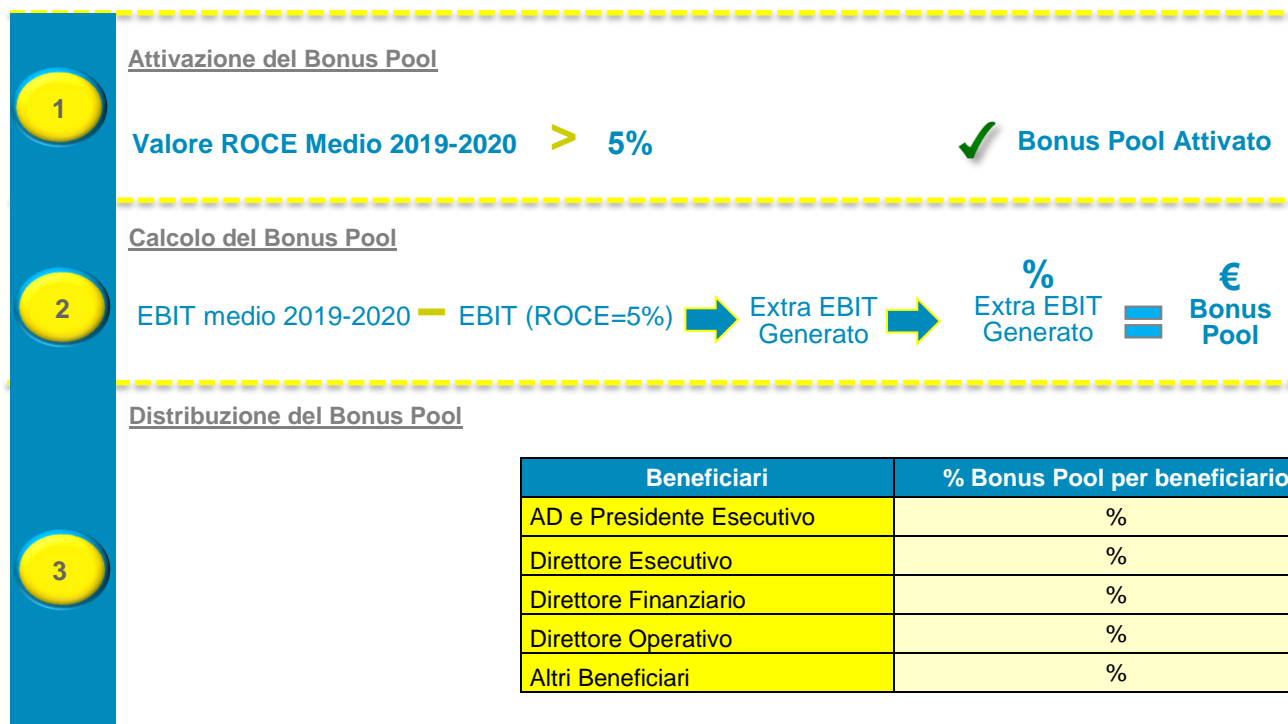 Attivazione del Bonus Pool
1
Valore ROCE Medio 2019-2020 > 5% ✓ Bonus Pool Attivato
Calcolo del Bonus Pool
2
EBIT medio 2019-2020 − EBIT (ROCE=5%)
Extra EBIT
Generato
%
Extra EBIT
Generato
=
€
Bonus
Pool
Distribuzione del Bonus Pool
3
Beneficiari % Bonus Pool per beneficiario
AD e Presidente Esecutivo %
Direttore Esecutivo %
Direttore Finanziario %
Direttore Operativo %
Altri Beneficiari %